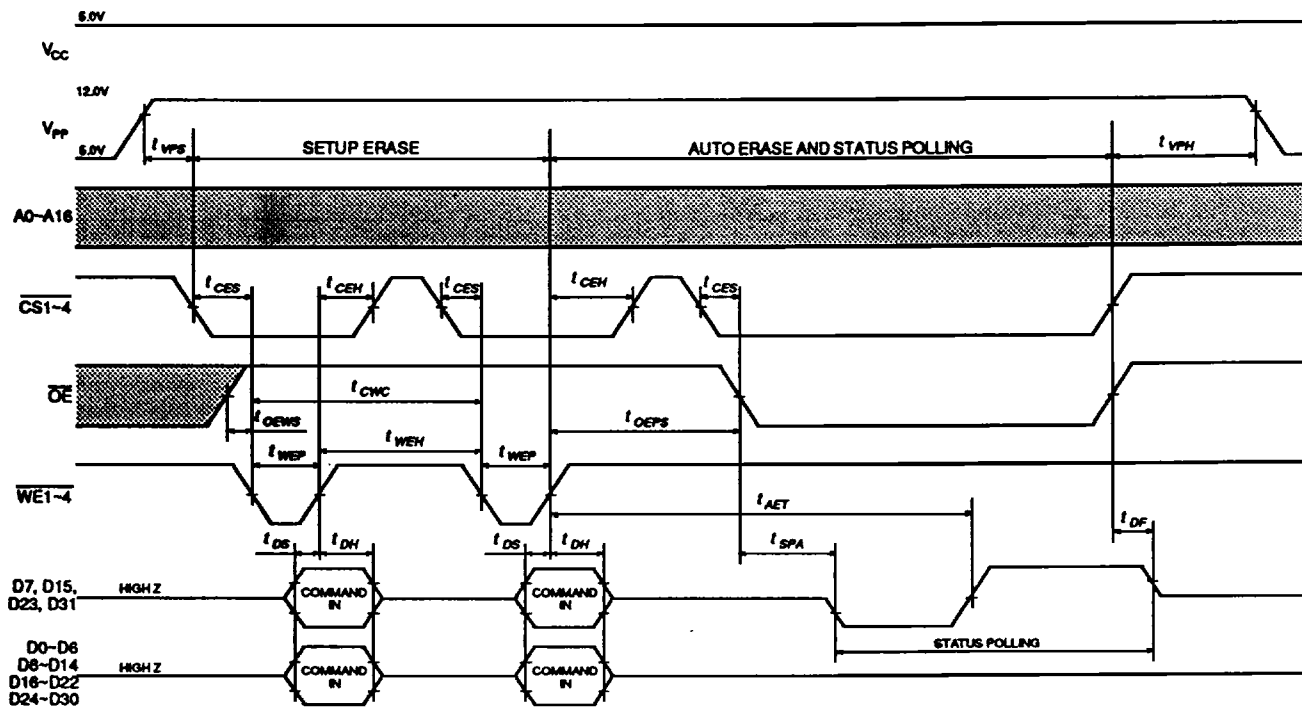 5.0V
VCC
12.0V
VPP
5.0V
tVPS
SETUP ERASE
AUTO ERASE AND STATUS POLLING
tVPH
A0~A16
CS1~4
tCES
tCEH
tCES
tCEH
tCES
OE
tOEWS
tCWC
tOEPS
WE1~4
tWEP
tWEH
tWEP
tAET
tDS
tDH
tDS
tDH
tSPA
tDF
D7, D15,
D23, D31
HIGH Z
COMMAND
IN
COMMAND
IN
STATUS POLLING
D0~D6
D8~D14
D16~D22
D24~D30
HIGH Z
COMMAND
IN
COMMAND
IN